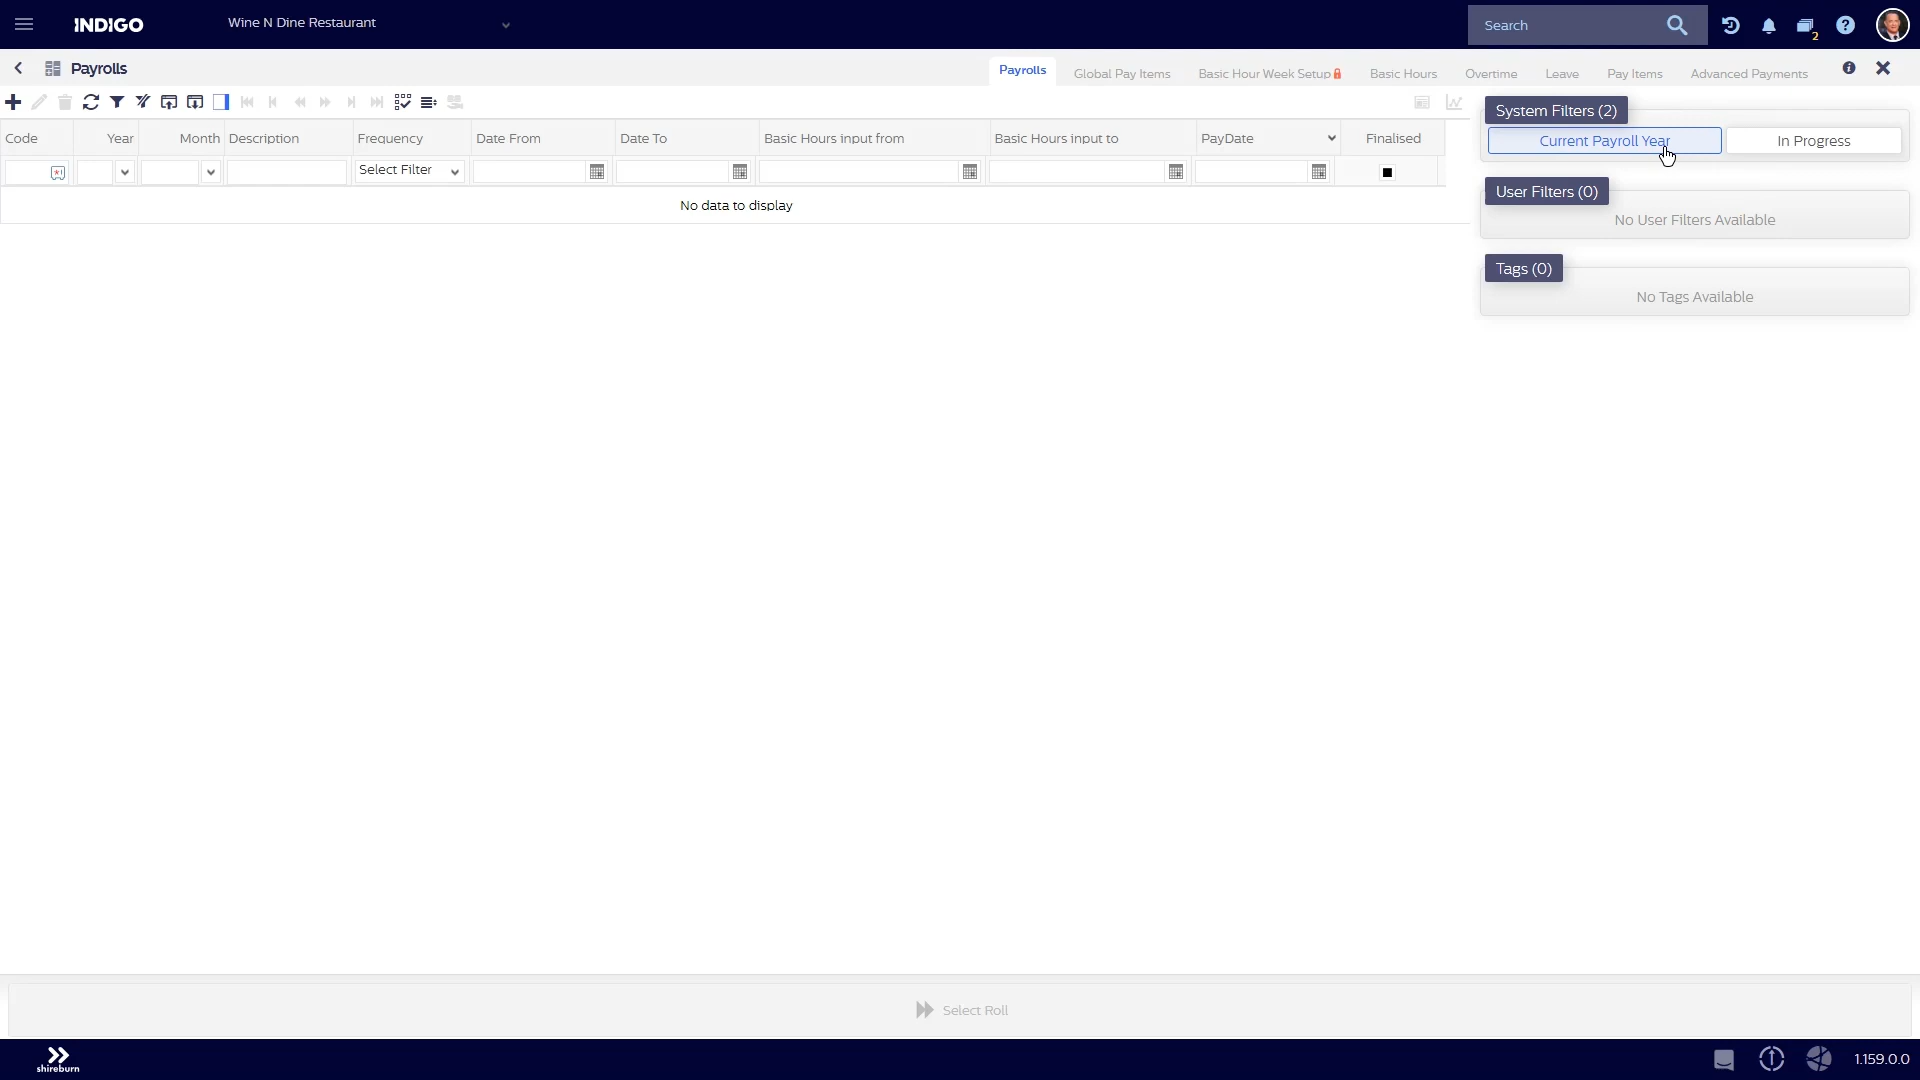 INDIGO
Wine N Dine Restaurant
Search
2
Payrolls
Payrolls
Global Pay Items
Basic Hour Week Setup
Basic Hours
Overtime
Leave
Pay Items
Advanced Payments
System Filters (2)
Current Payroll Year
In Progress
Code
Year
Month
Description
Frequency
Date From
Date To
Basic Hours input from
Basic Hours input to
PayDate
Finalised
Select Filter
No data to display
User Filters (0)
No User Filters Available
Tags (0)
No Tags Available
Select Roll
shireburn
1.159.0.0